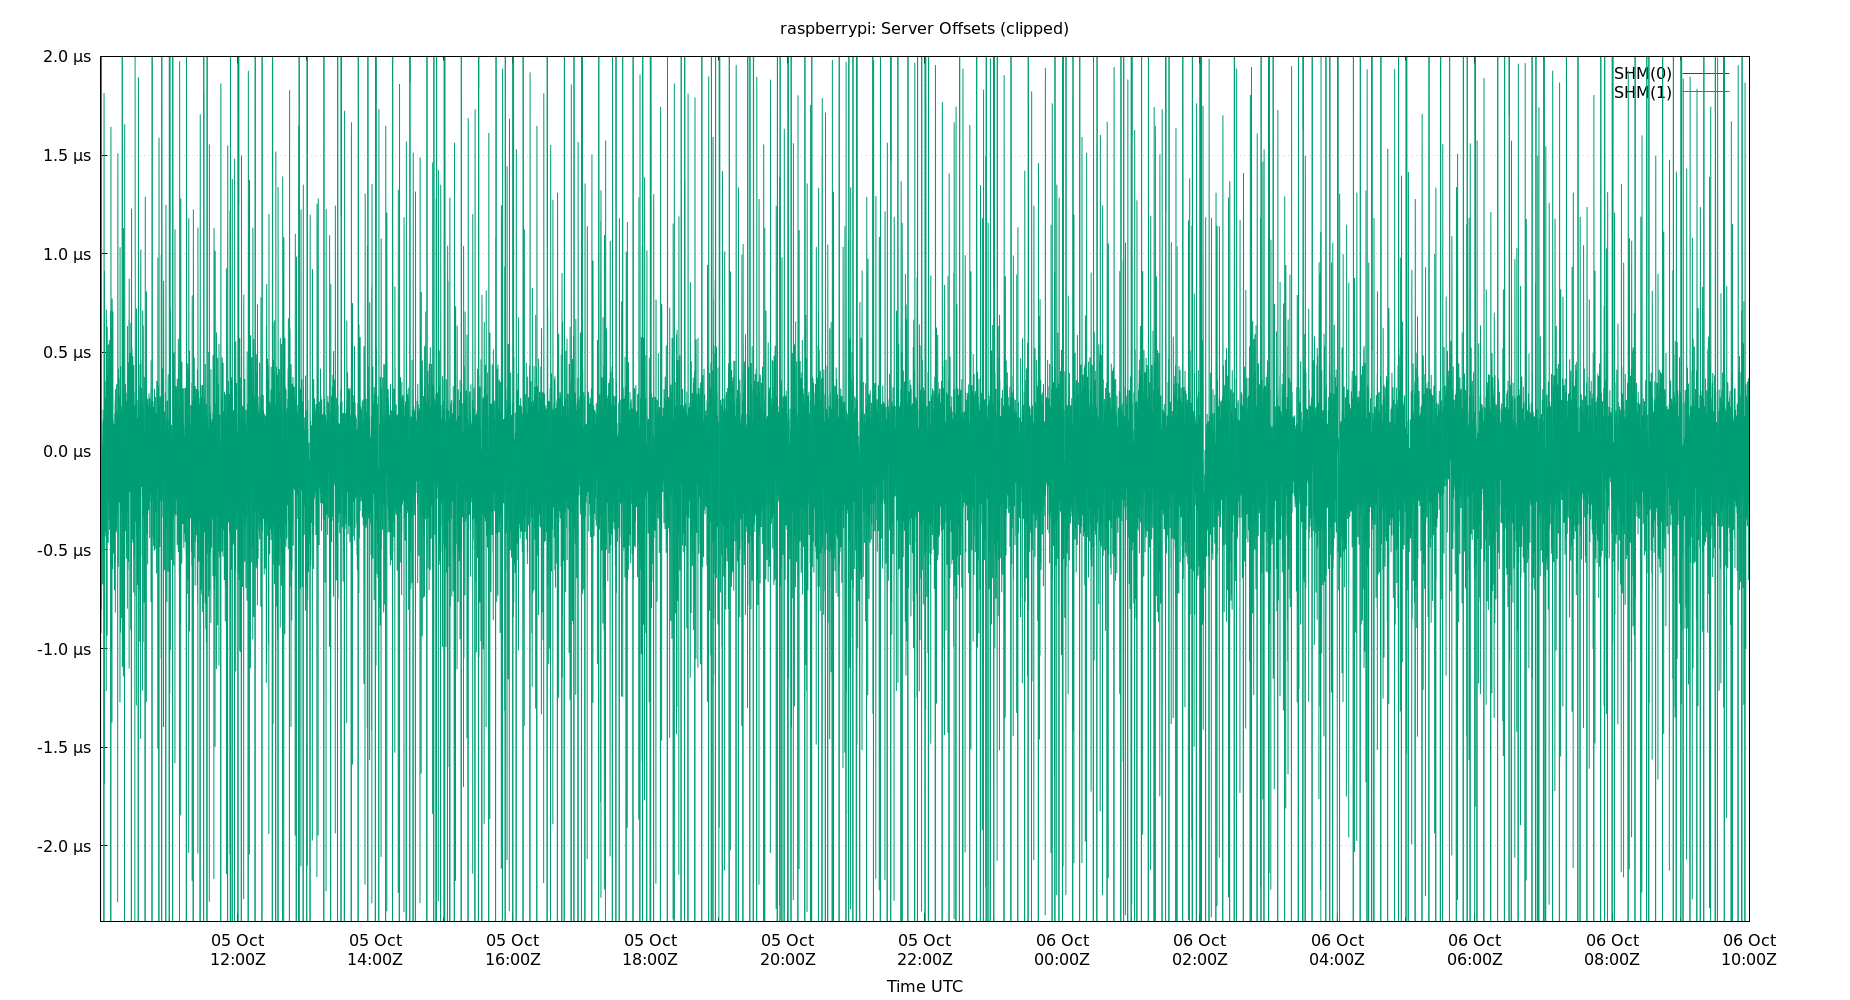 raspberrypi: Server Offsets (clipped)
2.0 µs
1.5 µs
1.0 µs
0.5 µs
0.0 µs
-0.5 µs
-1.0 µs
-1.5 µs
-2.0 µs
SHM(0)
SHM(1)
05 Oct 05 Oct 05 Oct 05 Oct 05 Oct 05 Oct 06 Oct 06 Oct 06 Oct 06 Oct 06 Oct 06 Oct
12:00Z 14:00Z 16:00Z 18:00Z 20:00Z 22:00Z 00:00Z 02:00Z 04:00Z 06:00Z 08:00Z 10:00Z
Time UTC